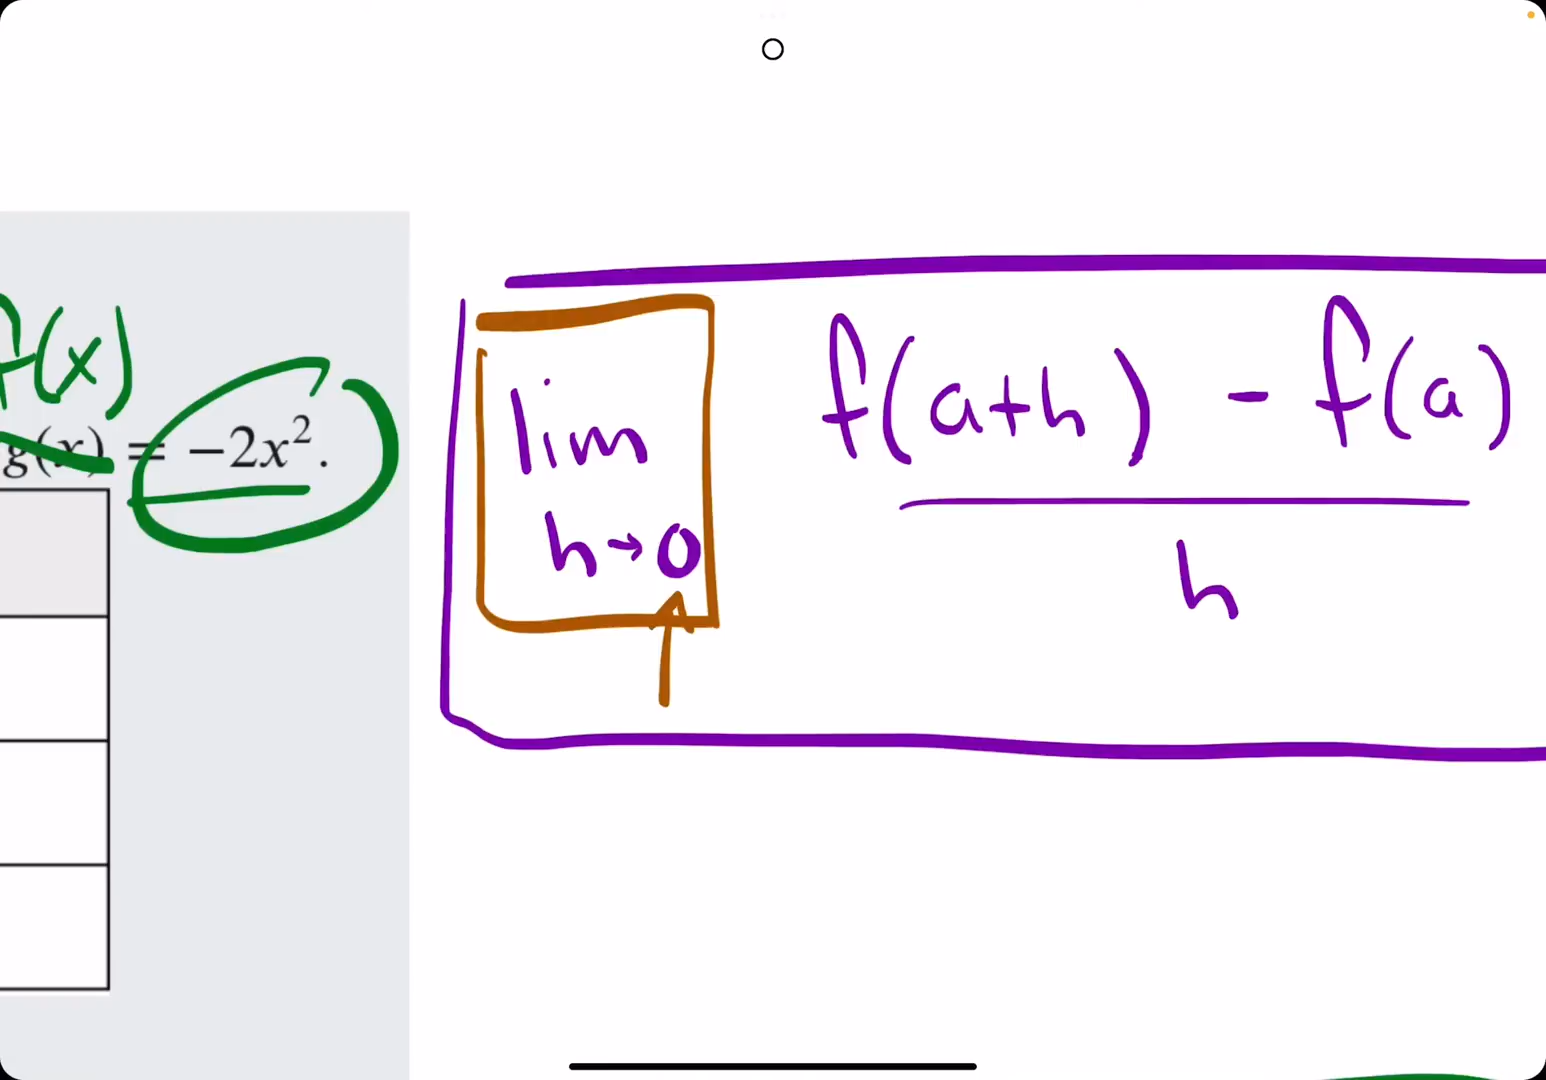 f(x)
g(x) = −2x².
lim h→0 f(a+h) - f(a)
h